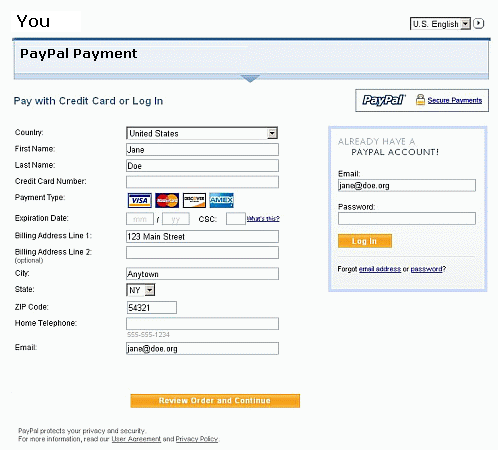 You
U.S. English
PayPal Payment
Pay with Credit Card or Log In
PayPal Secure Payments
Country: United States
First Name: Jane
Last Name: Doe
Credit Card Number:
Payment Type: VISA MasterCard DISCOVER AMEX
Expiration Date: mm / yy CSC: What's this?
Billing Address Line 1: 123 Main Street
Billing Address Line 2:
(optional)
City: Anytown
State: NY
ZIP Code: 54321
Home Telephone:
555-555-1234
Email: jane@doe.org
ALREADY HAVE A
PAYPAL ACCOUNT!
Email:
jane@doe.org
Password:
Log In
Forgot email address or password?
Review Order and Continue
PayPal protects your privacy and security.
For more information, read our User Agreement and Privacy Policy.